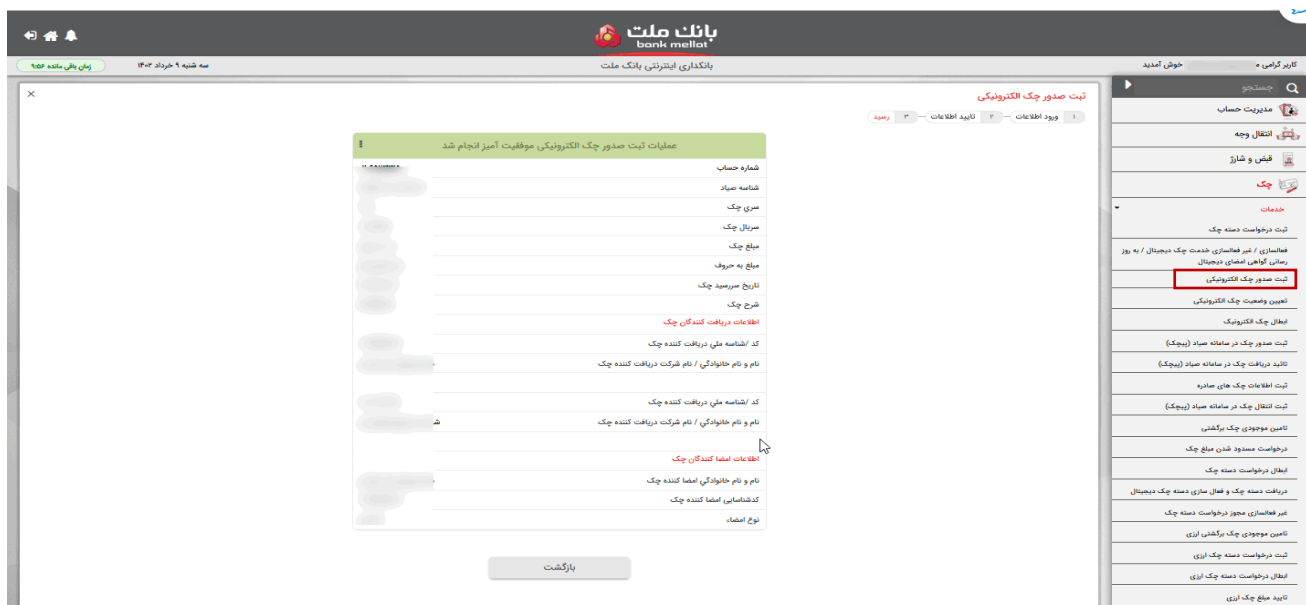 بانک ملت
bank mellat
کاربر گرامی م
خوش آمدید
بانکداری اینترنتی بانک ملت
سه شنبه ۹ خرداد ۱۴۰۲
زمان باقی مانده ۹:۵۶
جستجو
مدیریت حساب
انتقال وجه
قبض و شارژ
چک
خدمات
ثبت درخواست دسته چک
فعالسازی / غیر فعالسازی خدمت چک دیجیتال / به روز
رسانی گواهی امضای دیجیتال
ثبت صدور چک الکترونیکی
تعیین وضعیت چک الکترونیکی
ابطال چک الکترونیک
ثبت صدور چک در سامانه صیاد (پیچک)
تائید دریافت چک در سامانه صیاد (پیچک)
ثبت اطلاعات چک های صادره
ثبت انتقال چک در سامانه صیاد (پیچک)
تامین موجودی چک برگشتی
درخواست مسدود شدن مبلغ چک
ابطال درخواست دسته چک
دریافت دسته چک و فعال سازی دسته چک دیجیتال
غیر فعالسازی مجوز درخواست دسته چک
تامین موجودی چک برگشتی ارزی
ثبت درخواست دسته چک ارزی
ابطال درخواست دسته چک ارزی
تایید مبلغ چک ارزی
ثبت صدور چک الکترونیکی
۱ ورود اطلاعات
۲ تایید اطلاعات
۳ رسید
عملیات ثبت صدور چک الکترونیکی موفقیت آمیز انجام شد
شماره حساب
شناسه صیاد
سري چک
سریال چک
مبلغ چک
مبلغ به حروف
تاریخ سررسید چک
شرح چک
اطلاعات دریافت کنندگان چک
کد /شناسه ملي دریافت کننده چک
نام و نام خانوادگي / نام شرکت دریافت کننده چک
کد /شناسه ملي دریافت کننده چک
نام و نام خانوادگي / نام شرکت دریافت کننده چک
اطلاعات امضا کنندگان چک
نام و نام خانوادگي امضا کننده چک
کدشناسایی امضا کننده چک
نوع امضاء
بازگشت